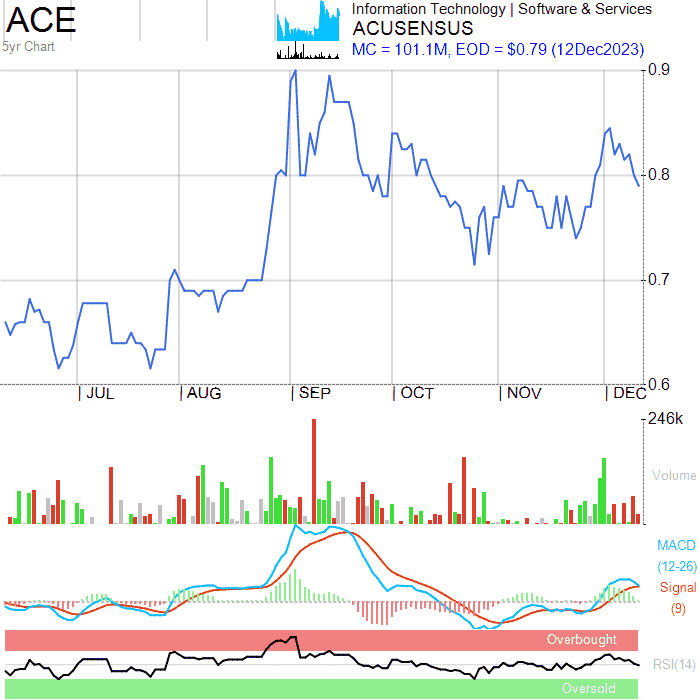 ACE
5yr Chart
Information Technology | Software & Services
ACUSENSUS
MC = 101.1M, EOD = $0.79 (12Dec2023)
0.9
0.8
0.7
0.6
| JUL | AUG | SEP | OCT | NOV | DEC
246k
Volume
MACD
(12-26)
Signal
(9)
Overbought
RSI(14)
Oversold